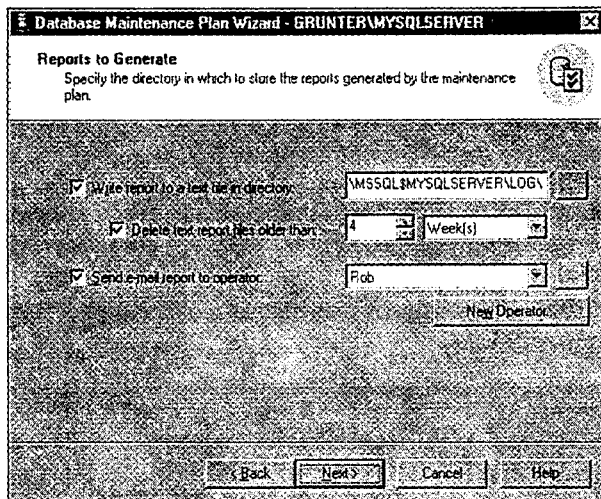 Database Maintenance Plan Wizard - GRUNTER\MYSQLSERVER
Reports to Generate
Specify the directory in which to store the reports generated by the maintenance
plan.
Write report to a text file in directory: \MSSQL$MYSQLSERVER\LOG\ ...
Delete text report files older than: 4 Week(s)
Send e-mail report to operator: Rob ...
New Operator...
< Back Next > Cancel Help